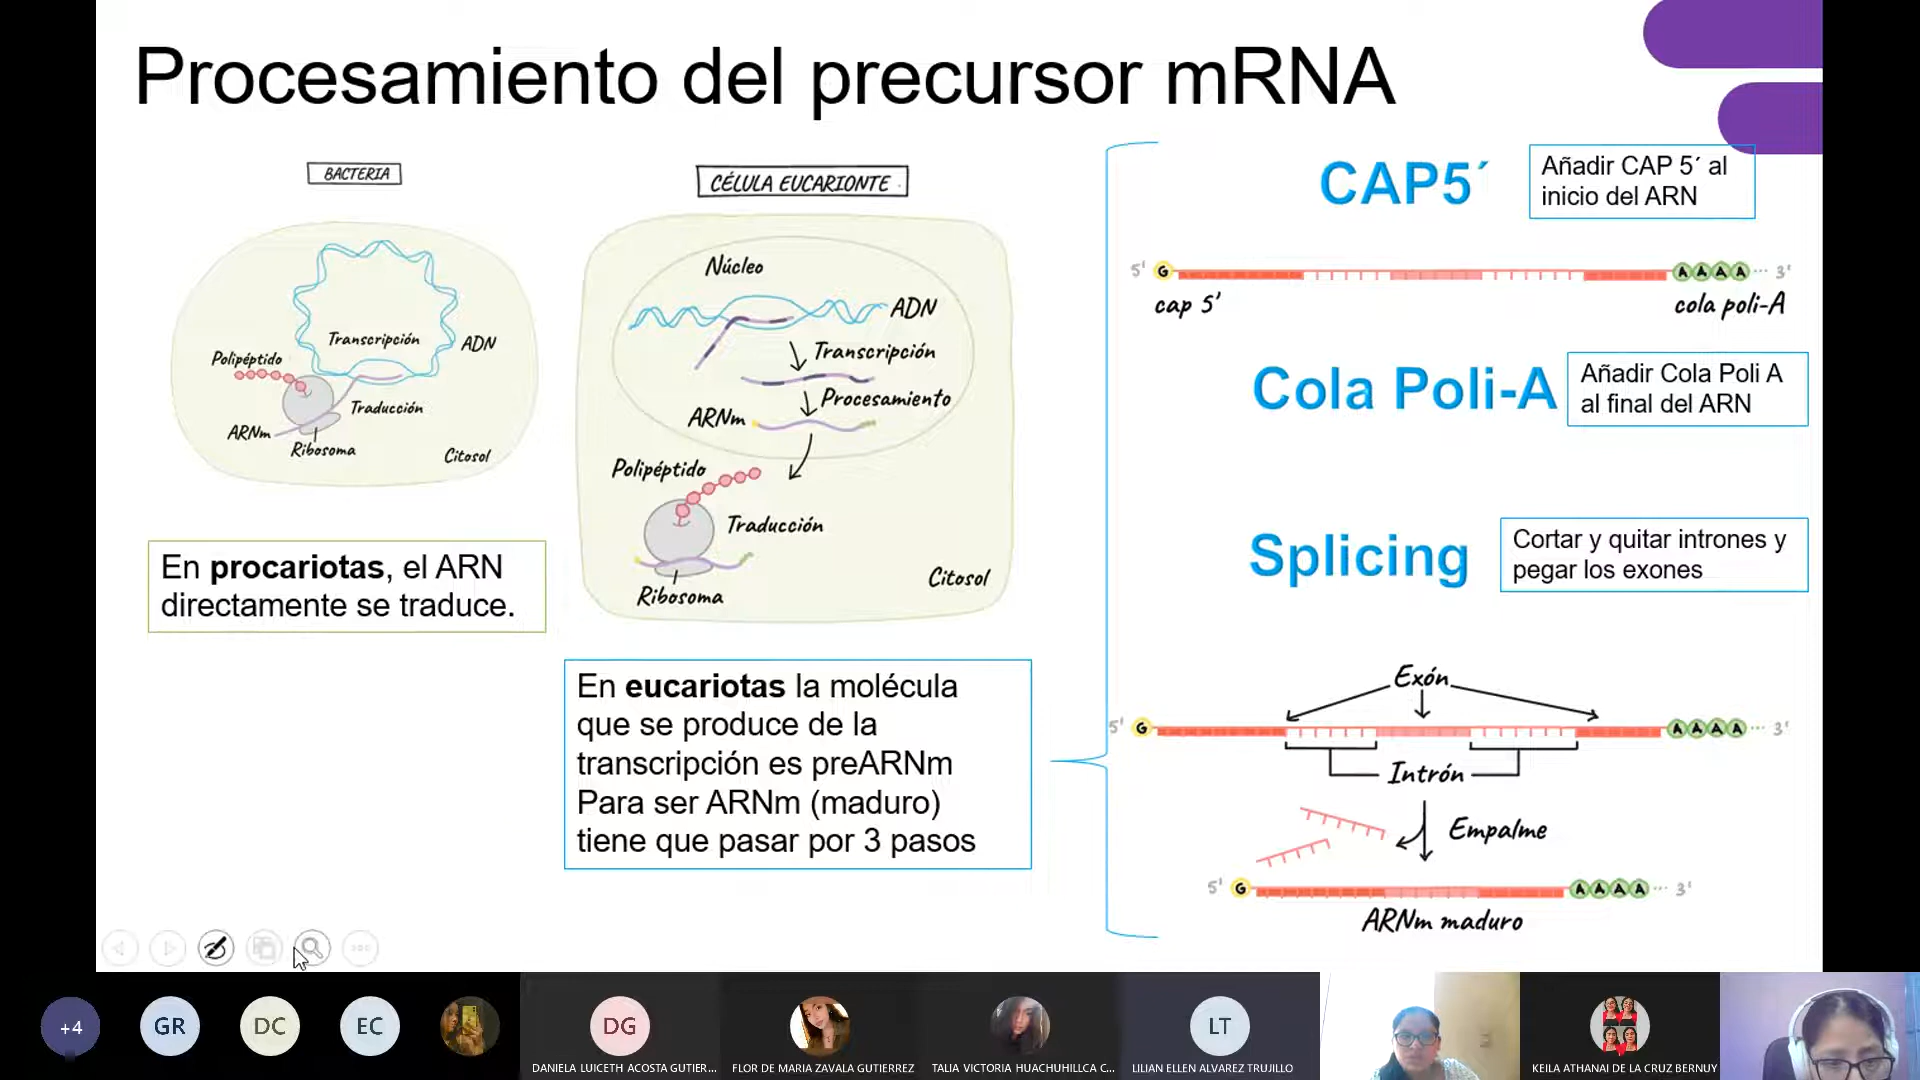 Procesamiento del precursor mRNA
BACTERIA
Transcripción
ADN
Polipéptido
Traducción
ARNm
Ribosoma
Citosol
En procariotas, el ARN
directamente se traduce.
CÉLULA EUCARIONTE
Núcleo
ADN
Transcripción
Procesamiento
ARNm
Polipéptido
Traducción
Ribosoma
Citosol
En eucariotas la molécula
que se produce de la
transcripción es preARNm
Para ser ARNm (maduro)
tiene que pasar por 3 pasos
CAP5´
Añadir CAP 5´ al
inicio del ARN
5' G A A A A ... 3'
cap 5'
cola poli-A
Cola Poli-A
Añadir Cola Poli A
al final del ARN
Splicing
Cortar y quitar intrones y
pegar los exones
Exón
5' G A A A A ... 3'
Intrón
Empalme
5' G A A A A ... 3'
ARNm maduro
+4
GR
DC
EC
DG
DANIELA LUICETH ACOSTA GUTIER...
FLOR DE MARIA ZAVALA GUTIERREZ
TALIA VICTORIA HUACHUHILLCA C...
LT
LILIAN ELLEN ALVAREZ TRUJILLO
KEILA ATHANAI DE LA CRUZ BERNUY